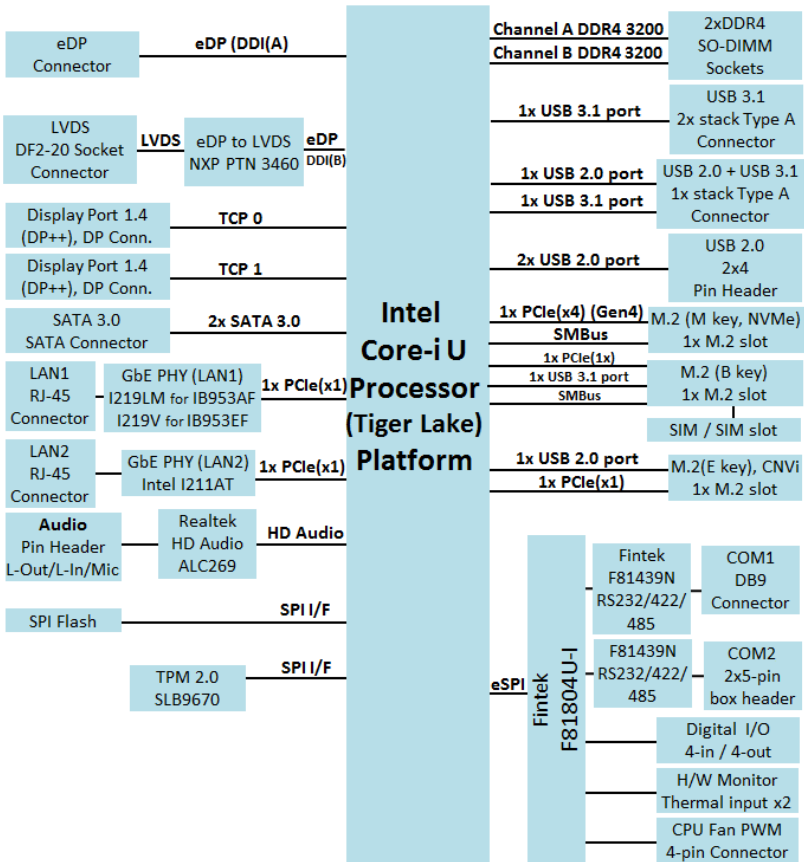 eDP
Connector
eDP (DDI(A)
LVDS
DF2-20 Socket
Connector
LVDS
eDP to LVDS
NXP PTN 3460
eDP
DDI(B)
Display Port 1.4
(DP++), DP Conn.
TCP 0
Display Port 1.4
(DP++), DP Conn.
TCP 1
SATA 3.0
SATA Connector
2x SATA 3.0
LAN1
RJ-45
Connector
GbE PHY (LAN1)
I219LM for IB953AF
I219V for IB953EF
1x PCIe(x1)
LAN2
RJ-45
Connector
GbE PHY (LAN2)
Intel I211AT
1x PCIe(x1)
Audio
Pin Header
L-Out/L-In/Mic
Realtek
HD Audio
ALC269
HD Audio
SPI Flash
SPI I/F
TPM 2.0
SLB9670
SPI I/F
Intel
Core-i U
Processor
(Tiger Lake)
Platform
Channel A DDR4 3200
Channel B DDR4 3200
2xDDR4
SO-DIMM
Sockets
1x USB 3.1 port
USB 3.1
2x stack Type A
Connector
1x USB 2.0 port
1x USB 3.1 port
USB 2.0 + USB 3.1
1x stack Type A
Connector
2x USB 2.0 port
USB 2.0
2x4
Pin Header
1x PCIe(x4) (Gen4)
SMBus
M.2 (M key, NVMe)
1x M.2 slot
1x PCIe(1x)
1x USB 3.1 port
SMBus
M.2 (B key)
1x M.2 slot
SIM / SIM slot
1x USB 2.0 port
1x PCIe(x1)
M.2(E key), CNVi
1x M.2 slot
eSPI
Fintek
F81804U-I
Fintek
F81439N
RS232/422/
485
COM1
DB9
Connector
F81439N
RS232/422/
485
COM2
2x5-pin
box header
Digital I/O
4-in / 4-out
H/W Monitor
Thermal input x2
CPU Fan PWM
4-pin Connector